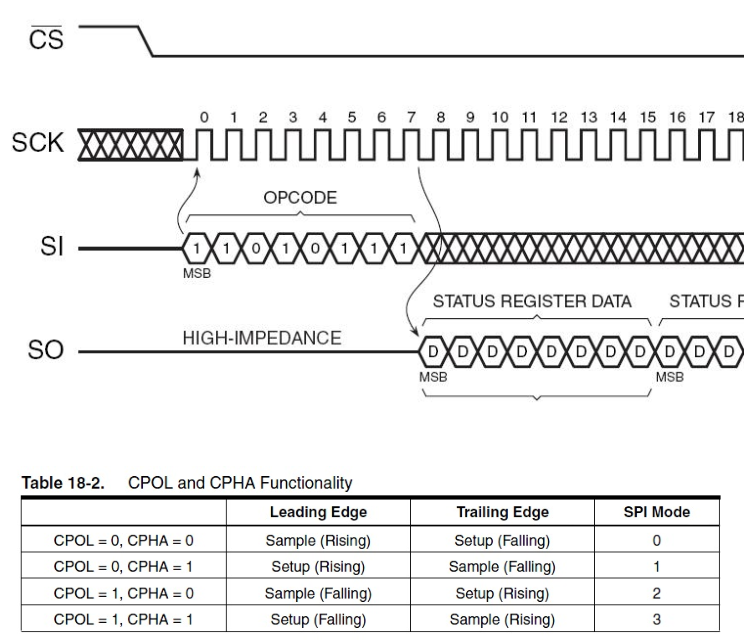 CS
0 1 2 3 4 5 6 7 8 9 10 11 12 13 14 15 16 17 18
SCK
OPCODE
SI 1 1 0 1 0 1 1 1
MSB
STATUS REGISTER DATA STATUS R
HIGH-IMPEDANCE
SO D D D D D D D D D D D
MSB MSB
Table 18-2. CPOL and CPHA Functionality
Leading Edge Trailing Edge SPI Mode
CPOL = 0, CPHA = 0 Sample (Rising) Setup (Falling) 0
CPOL = 0, CPHA = 1 Setup (Rising) Sample (Falling) 1
CPOL = 1, CPHA = 0 Sample (Falling) Setup (Rising) 2
CPOL = 1, CPHA = 1 Setup (Falling) Sample (Rising) 3